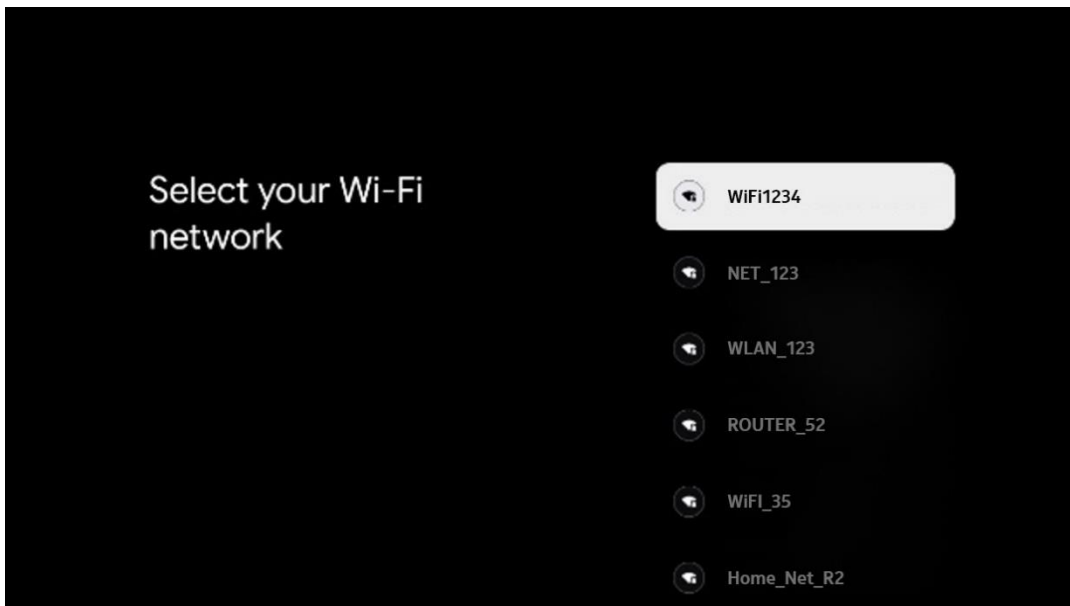 Select your Wi-Fi
network
WiFi1234
NET_123
WLAN_123
ROUTER_52
WiFI_35
Home_Net_R2